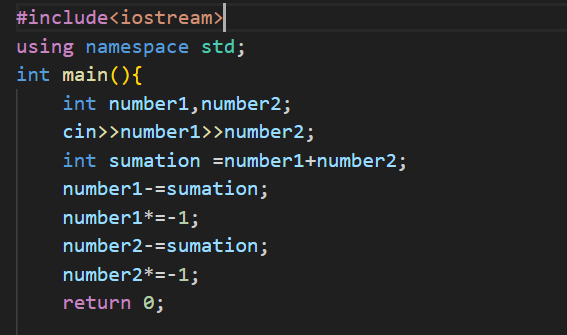 #include<iostream>
using namespace std;
int main(){
int number1,number2;
cin>>number1>>number2;
int sumation =number1+number2;
number1-=sumation;
number1*=-1;
number2-=sumation;
number2*=-1;
return 0;